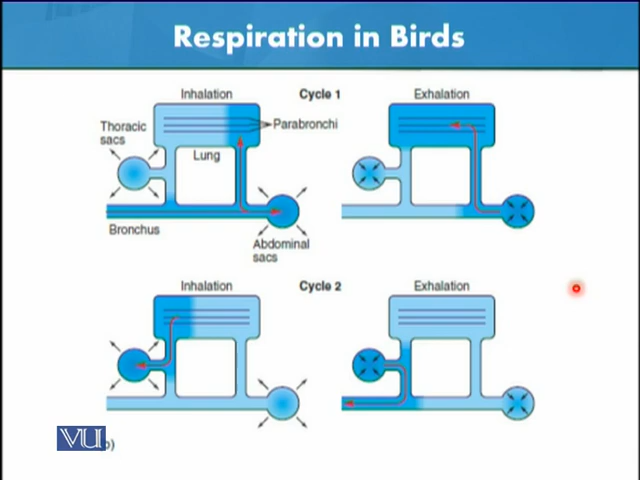 Respiration in Birds
Inhalation
Cycle 1
Exhalation
Thoracic
sacs
Parabronchi
Lung
Bronchus
Abdominal
sacs
Inhalation
Cycle 2
Exhalation
VU
)